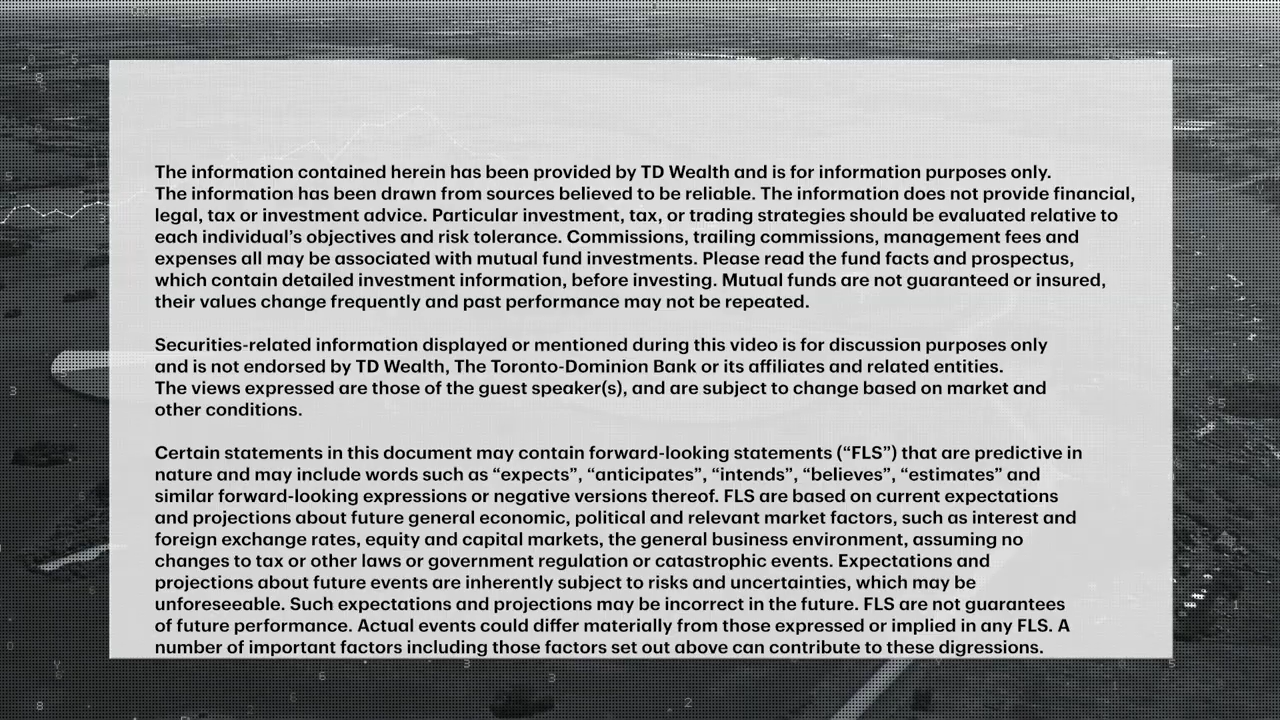 The information contained herein has been provided by TD Wealth and is for information purposes only.
The information has been drawn from sources believed to be reliable. The information does not provide financial,
legal, tax or investment advice. Particular investment, tax, or trading strategies should be evaluated relative to
each individual’s objectives and risk tolerance. Commissions, trailing commissions, management fees and
expenses all may be associated with mutual fund investments. Please read the fund facts and prospectus,
which contain detailed investment information, before investing. Mutual funds are not guaranteed or insured,
their values change frequently and past performance may not be repeated.
Securities-related information displayed or mentioned during this video is for discussion purposes only
and is not endorsed by TD Wealth, The Toronto-Dominion Bank or its affiliates and related entities.
The views expressed are those of the guest speaker(s), and are subject to change based on market and
other conditions.
Certain statements in this document may contain forward-looking statements (“FLS”) that are predictive in
nature and may include words such as “expects”, “anticipates”, “intends”, “believes”, “estimates” and
similar forward-looking expressions or negative versions thereof. FLS are based on current expectations
and projections about future general economic, political and relevant market factors, such as interest and
foreign exchange rates, equity and capital markets, the general business environment, assuming no
changes to tax or other laws or government regulation or catastrophic events. Expectations and
projections about future events are inherently subject to risks and uncertainties, which may be
unforeseeable. Such expectations and projections may be incorrect in the future. FLS are not guarantees
of future performance. Actual events could differ materially from those expressed or implied in any FLS. A
number of important factors including those factors set out above can contribute to these digressions.